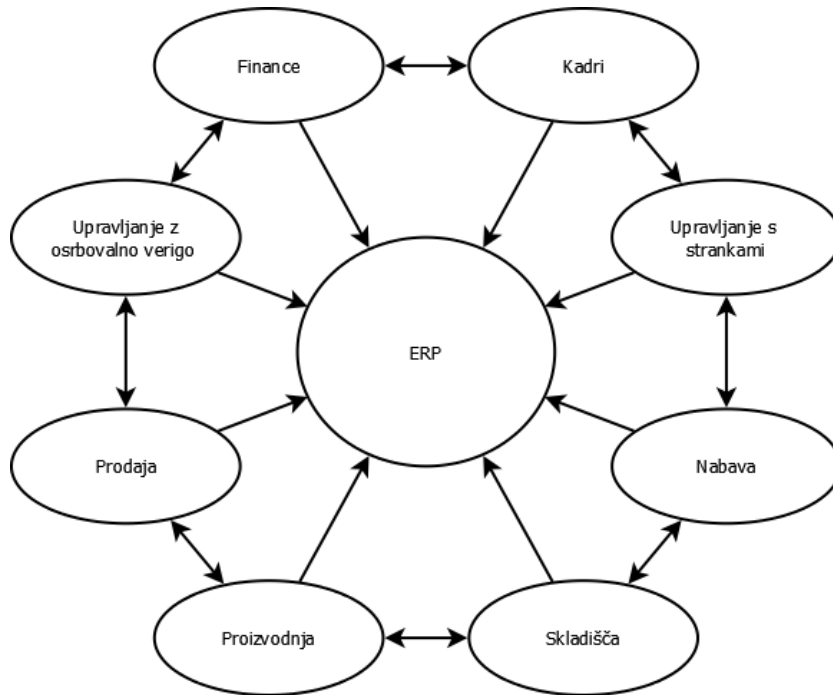 Finance
Kadri
Upravljanje z
osrbovalno verigo
Upravljanje s
strankami
ERP
Prodaja
Nabava
Proizvodnja
Skladišča